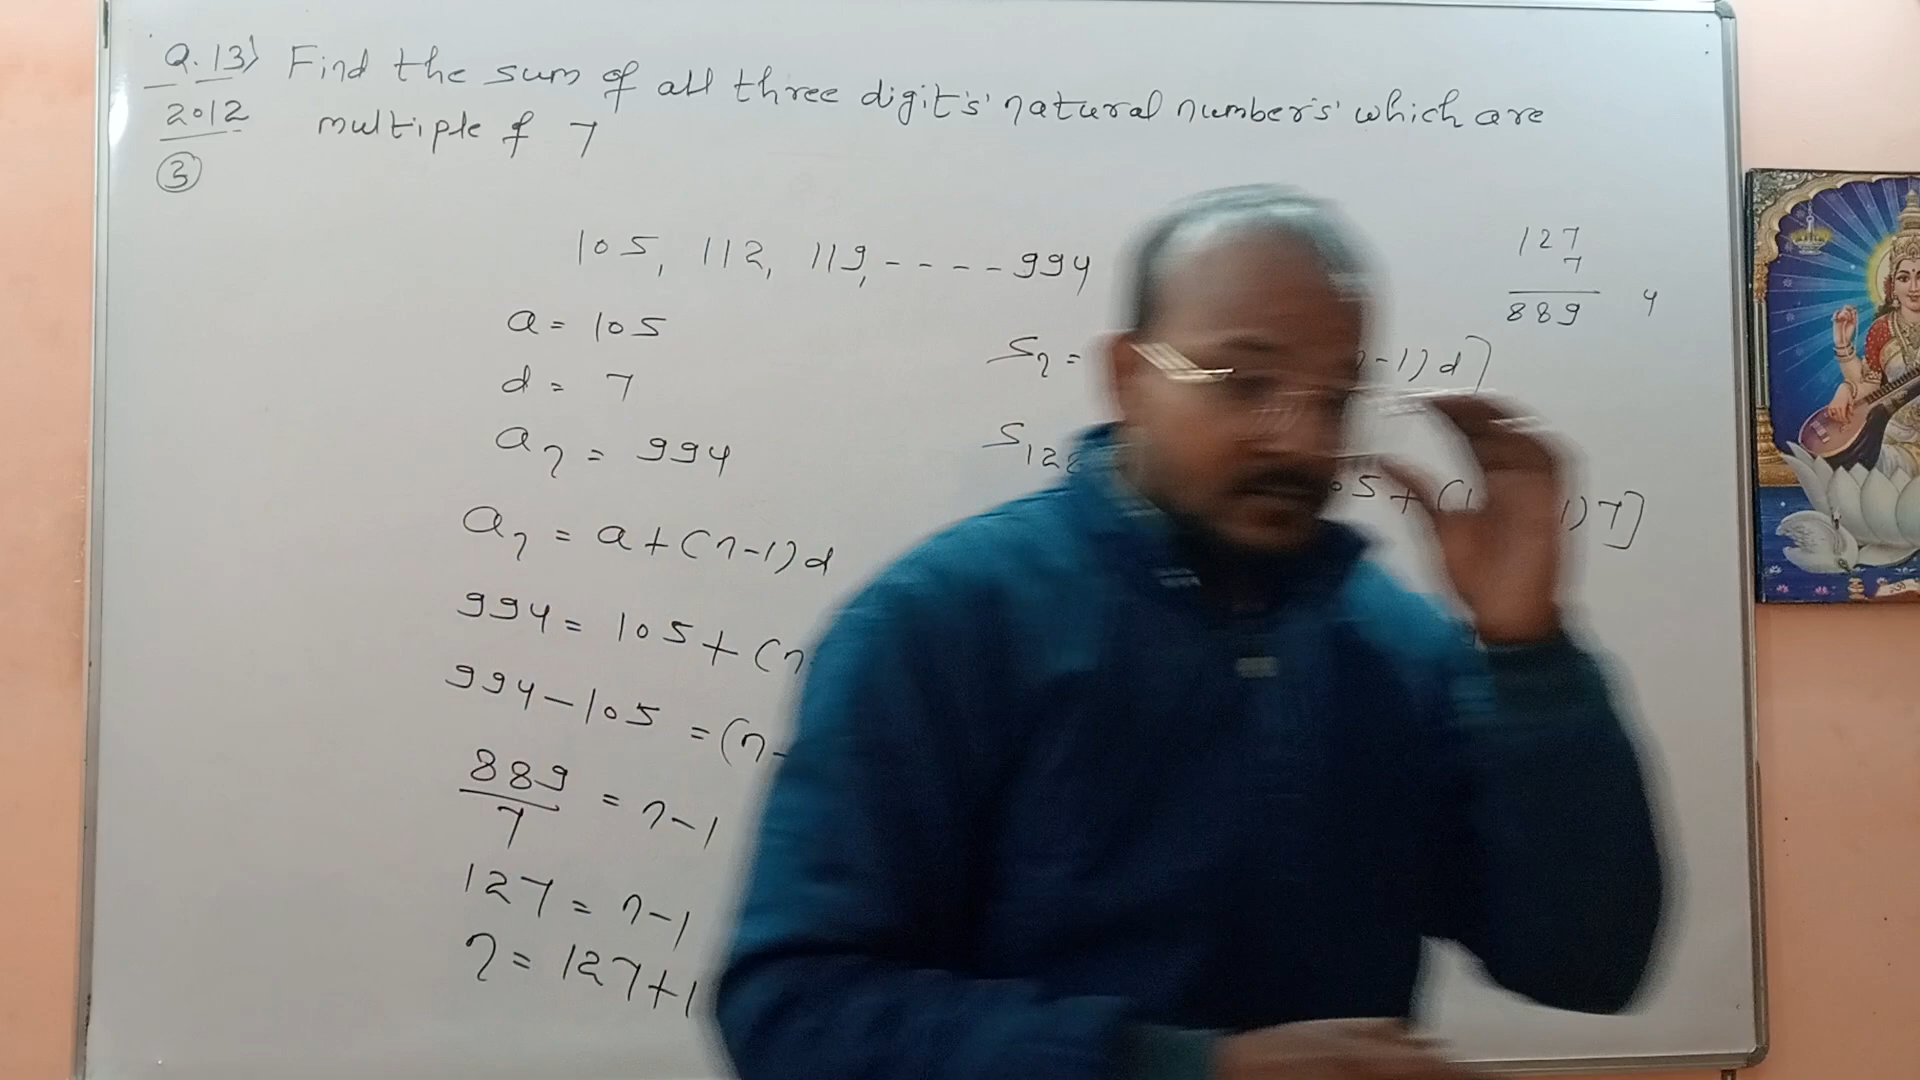 Q.13) Find the sum of all three digit's' natural number's' which are
2012 multiple of 7
3
105, 112, 119, ---- 994
a = 105
d = 7
an = 994
an = a+(n-1)d
994 = 105+(n
994-105 = (n-
889/7 = n-1
127 = n-1
n = 127+1
127
7
889 4
Sn = -1)d]
S12
05+(1 1)7]